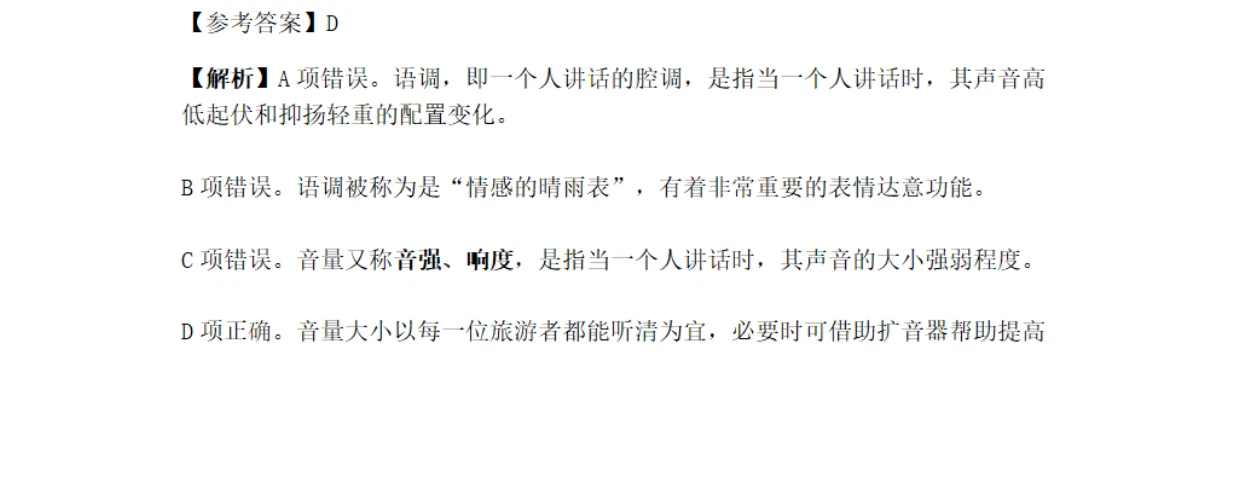 【参考答案】D
【解析】A 项错误。语调，即一个人讲话的腔调，是指当一个人讲话时，其声音高
低起伏和抑扬轻重的配置变化。
B 项错误。语调被称为是“情感的晴雨表”，有着非常重要的表情达意功能。
C 项错误。音量又称音强、响度，是指当一个人讲话时，其声音的大小强弱程度。
D 项正确。音量大小以每一位旅游者都能听清为宜，必要时可借助扩音器帮助提高